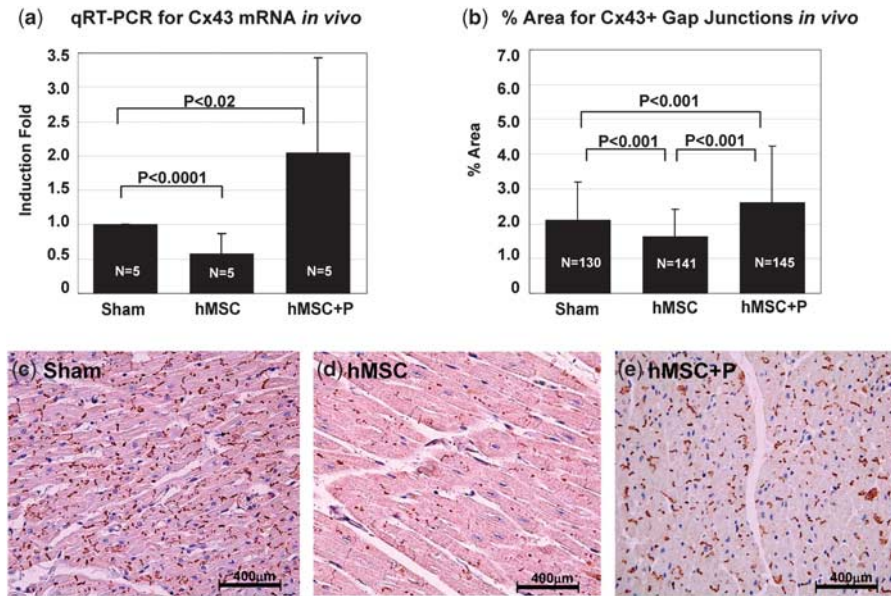 (a) qRT-PCR for Cx43 mRNA in vivo
3.5
3.0
2.5
2.0
1.5
1.0
0.5
0
Induction Fold
P<0.02
P<0.0001
N=5
N=5
N=5
Sham
hMSC
hMSC+P
(b) % Area for Cx43+ Gap Junctions in vivo
7.0
6.0
5.0
4.0
3.0
2.0
1.0
0
% Area
P<0.001
P<0.001
P<0.001
N=130
N=141
N=145
Sham
hMSC
hMSC+P
(c) Sham
400μm
(d) hMSC
400μm
(e) hMSC+P
400μm